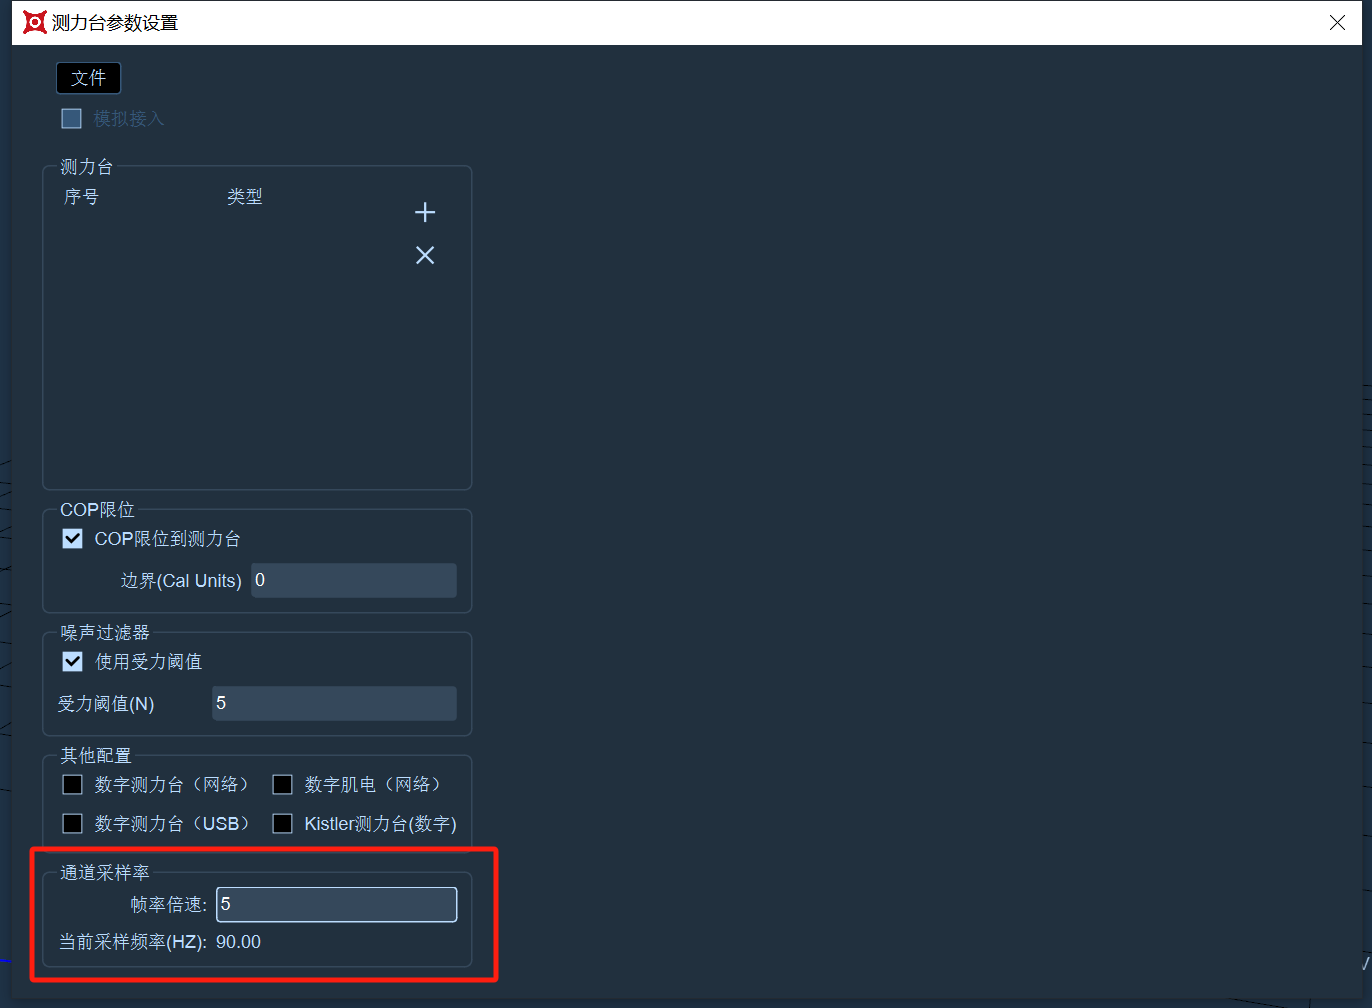 测力台参数设置
文件
模拟接入
测力台
序号 类型
COP限位
COP限位到测力台
边界(Cal Units) 0
噪声过滤器
使用受力阈值
受力阈值(N) 5
其他配置
数字测力台（网络） 数字肌电（网络）
数字测力台（USB） Kistler测力台(数字)
通道采样率
帧率倍速: 5
当前采样频率(HZ): 90.00